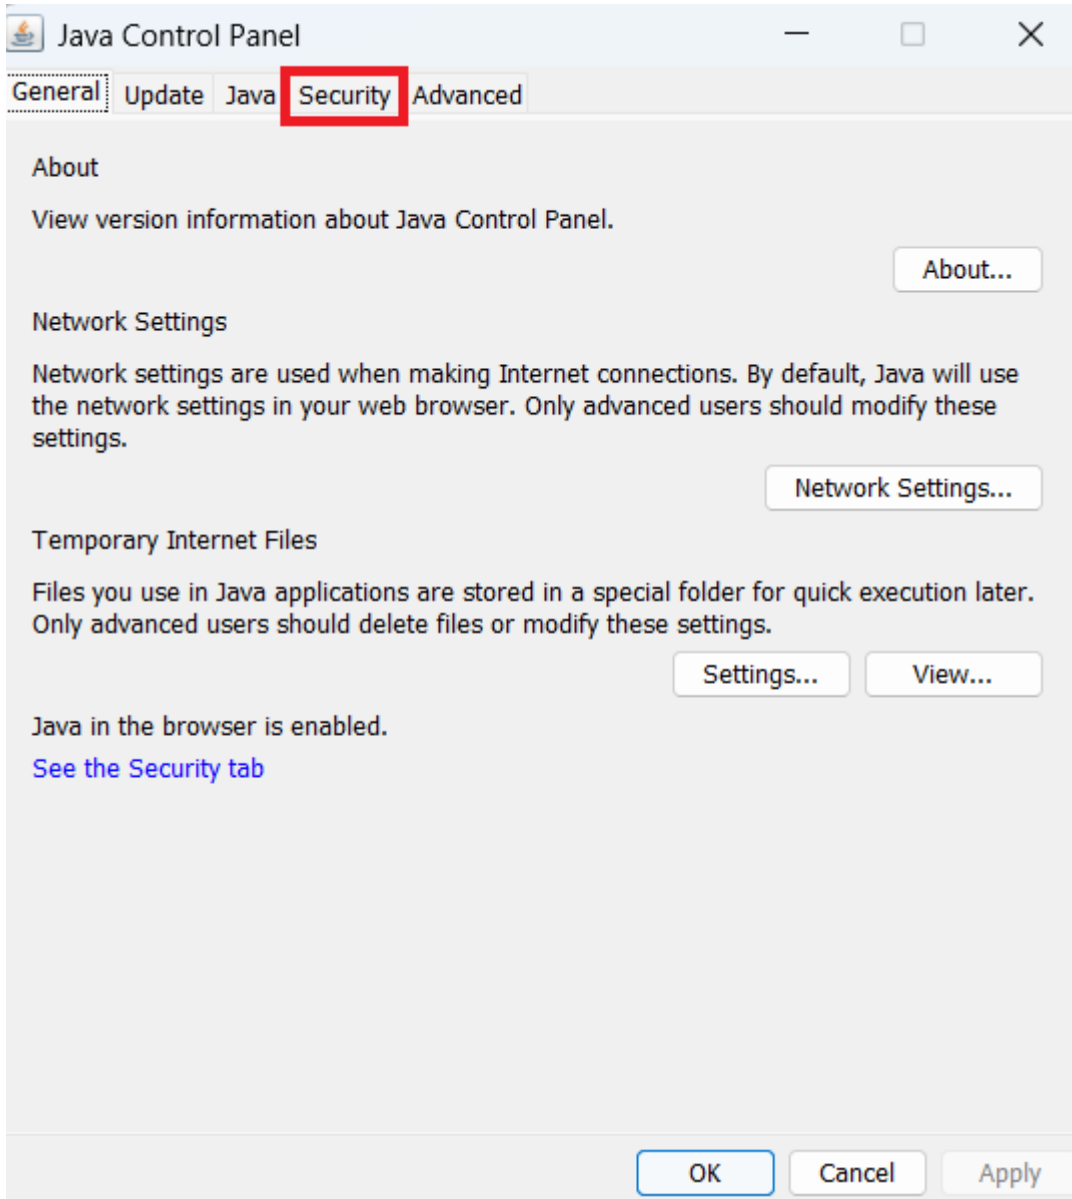 Java Control Panel
General Update Java Security Advanced
About
View version information about Java Control Panel.
About...
Network Settings
Network settings are used when making Internet connections. By default, Java will use
the network settings in your web browser. Only advanced users should modify these
settings.
Network Settings...
Temporary Internet Files
Files you use in Java applications are stored in a special folder for quick execution later.
Only advanced users should delete files or modify these settings.
Settings... View...
Java in the browser is enabled.
See the Security tab
OK Cancel Apply